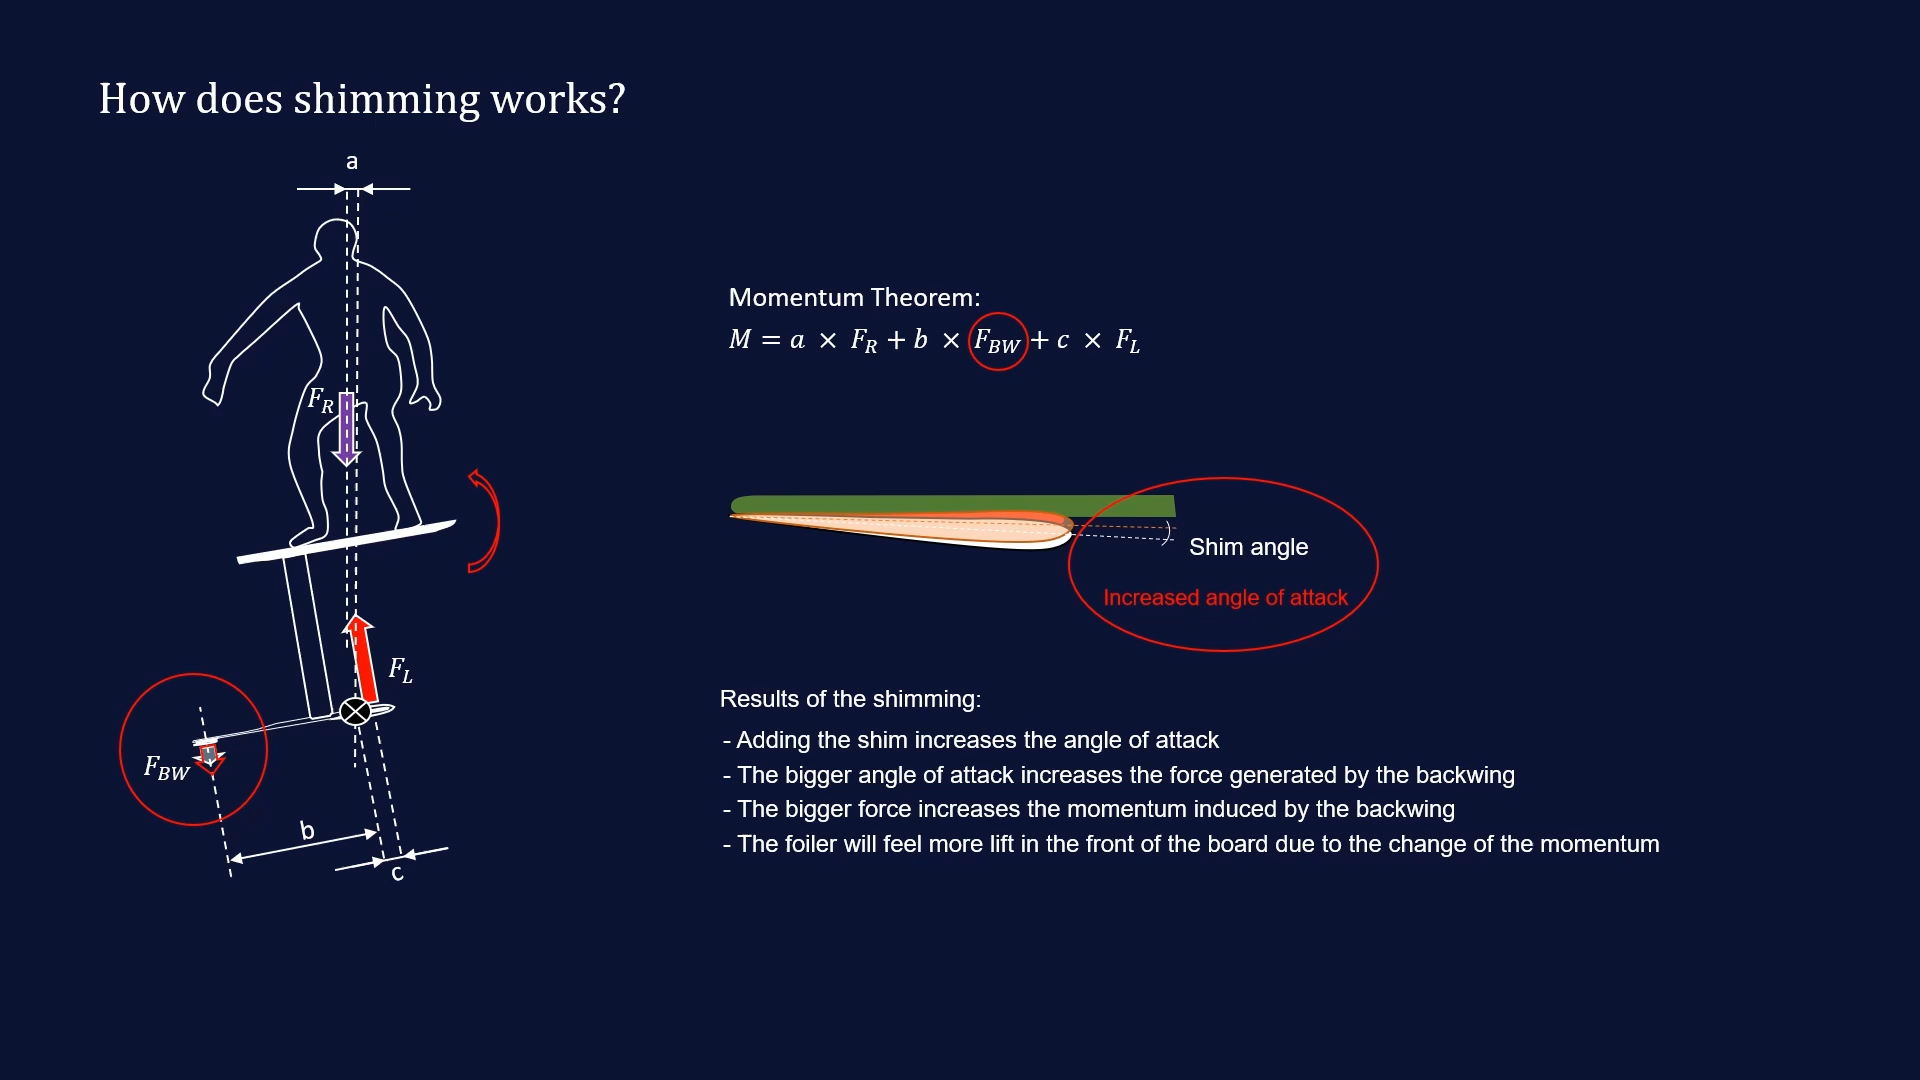 How does shimming works?
a
F_R
F_L
F_BW
b
c
Momentum Theorem:
M = a × F_R + b × F_BW + c × F_L
Shim angle
Increased angle of attack
Results of the shimming:
- Adding the shim increases the angle of attack
- The bigger angle of attack increases the force generated by the backwing
- The bigger force increases the momentum induced by the backwing
- The foiler will feel more lift in the front of the board due to the change of the momentum